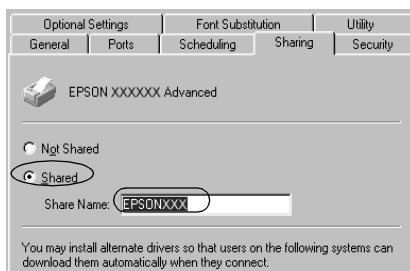 Optional Settings Font Substitution Utility
General Ports Scheduling Sharing Security
EPSON XXXXXX Advanced
Not Shared
Shared
Share Name: EPSONXXX
You may install alternate drivers so that users on the following systems can
download them automatically when they connect.